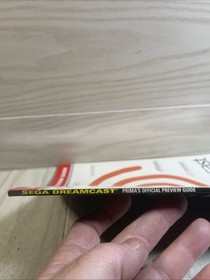 SEGA DREAMCAST PRIMA'S OFFICIAL PREVIEW GUIDE